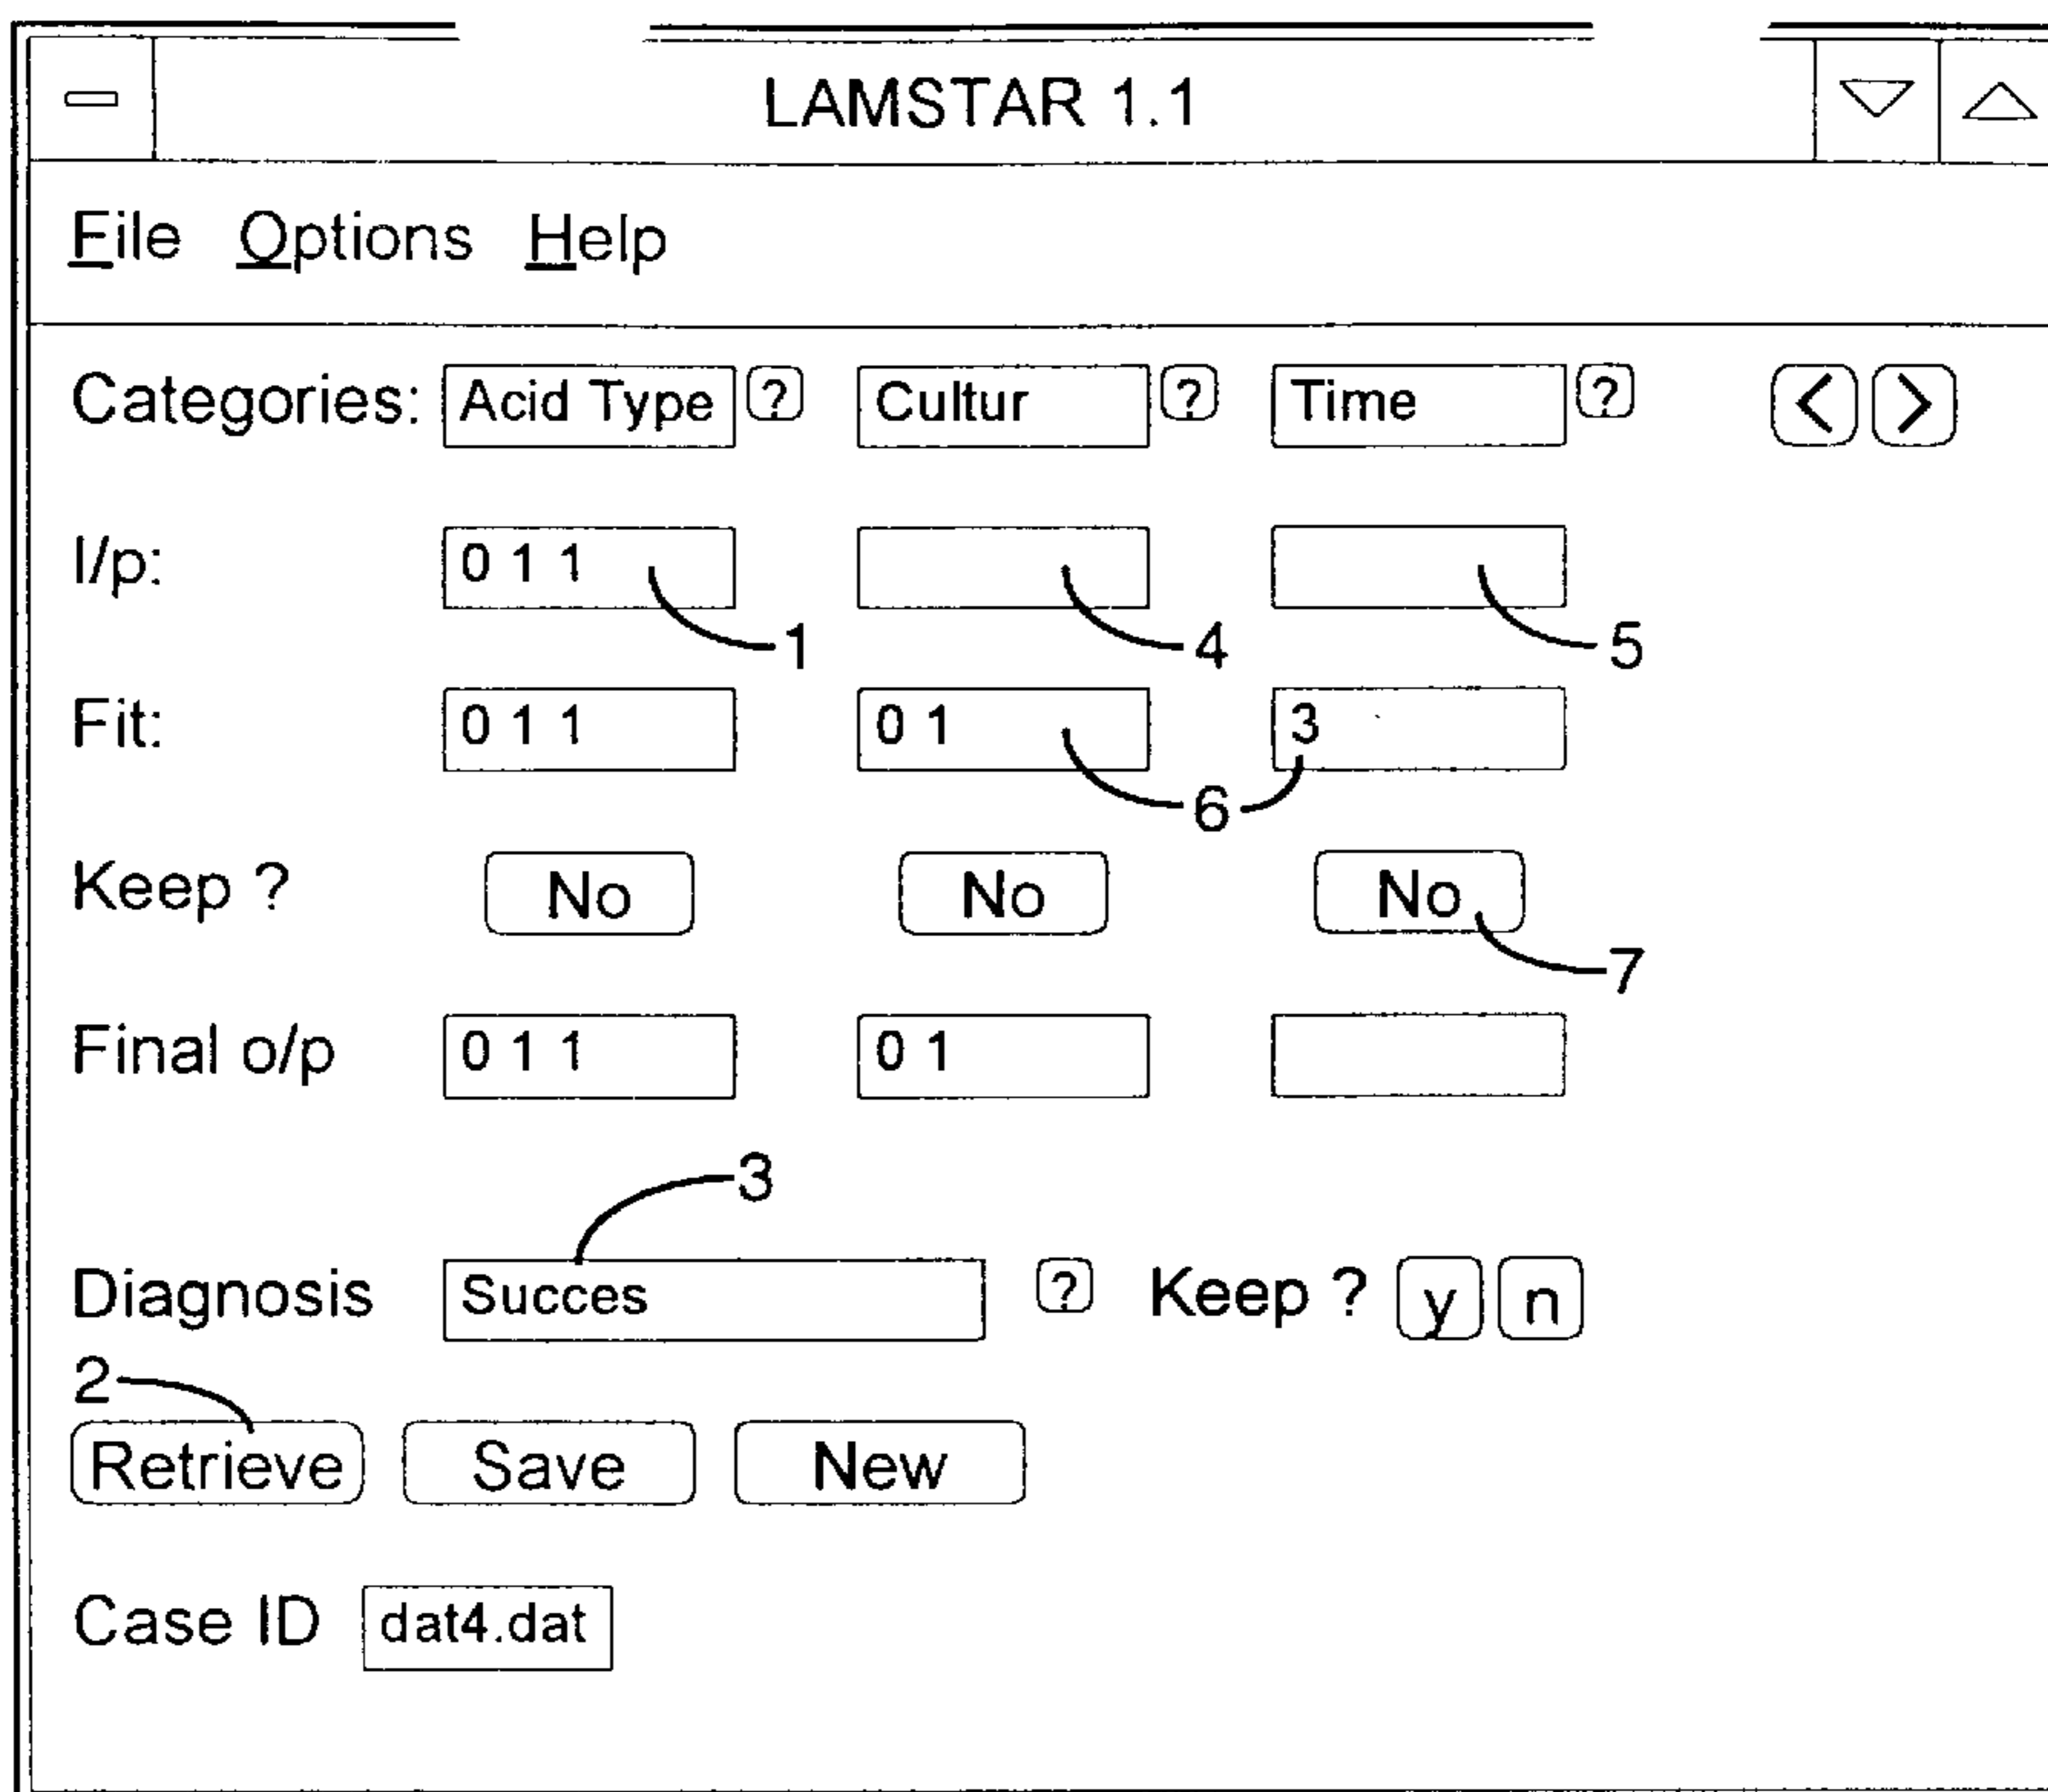 LAMSTAR 1.1
File Options Help
Categories: Acid Type ? Cultur ? Time ? < >
I/p: 0 1 1
1 4 5
Fit: 0 1 1 0 1 3
6
Keep ? No No No
7
Final o/p 0 1 1 0 1
3
Diagnosis Succes ? Keep ? y n
2
Retrieve Save New
Case ID dat4.dat